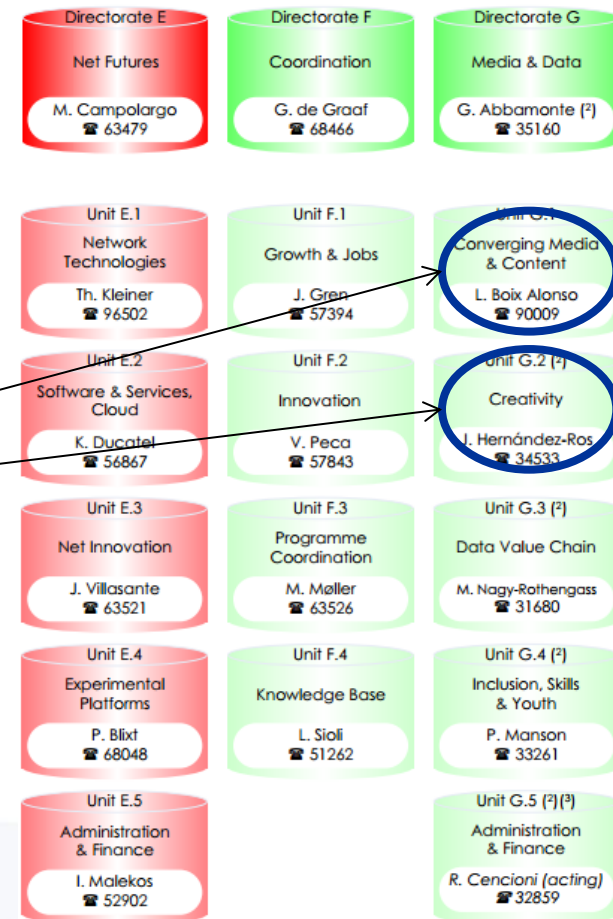 Directorate E
Net Futures
M. Campolargo
☎ 63479
Directorate F
Coordination
G. de Graaf
☎ 68466
Directorate G
Media & Data
G. Abbamonte (²)
☎ 35160
Unit E.1
Network
Technologies
Th. Kleiner
☎ 96502
Unit F.1
Growth & Jobs
J. Gren
☎ 57394
Unit G.1
Converging Media
& Content
L. Boix Alonso
☎ 90009
Unit E.2
Software & Services,
Cloud
K. Ducatel
☎ 56867
Unit F.2
Innovation
V. Peca
☎ 57843
Unit G.2 (²)
Creativity
J. Hernández-Ros
☎ 34533
Unit E.3
Net Innovation
J. Villasante
☎ 63521
Unit F.3
Programme
Coordination
M. Møller
☎ 63526
Unit G.3 (²)
Data Value Chain
M. Nagy-Rothengass
☎ 31680
Unit E.4
Experimental
Platforms
P. Blixt
☎ 68048
Unit F.4
Knowledge Base
L. Sioli
☎ 51262
Unit G.4 (²)
Inclusion, Skills
& Youth
P. Manson
☎ 33261
Unit E.5
Administration
& Finance
I. Malekos
☎ 52902
Unit G.5 (²)(³)
Administration
& Finance
R. Cencioni (acting)
☎ 32859